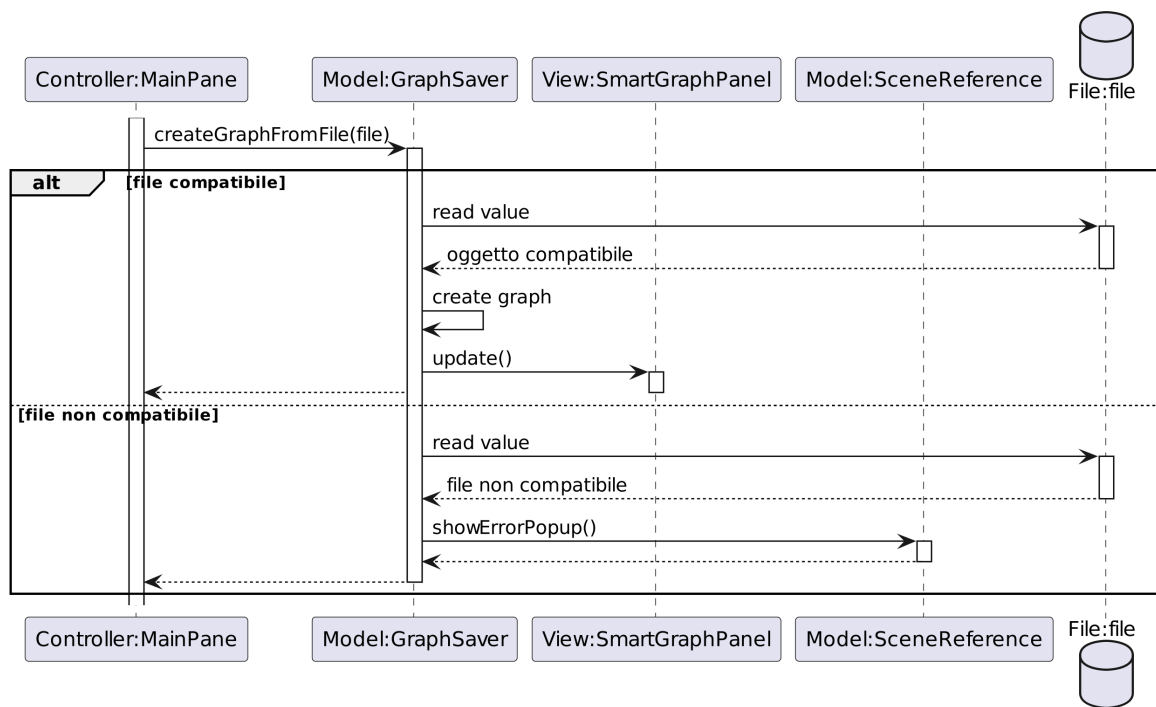 Controller:MainPane
Model:GraphSaver
View:SmartGraphPanel
Model:SceneReference
File:file
createGraphFromFile(file)
alt
[file compatibile]
read value
oggetto compatibile
create graph
update()
[file non compatibile]
read value
file non compatibile
showErrorPopup()
Controller:MainPane
Model:GraphSaver
View:SmartGraphPanel
Model:SceneReference
File:file